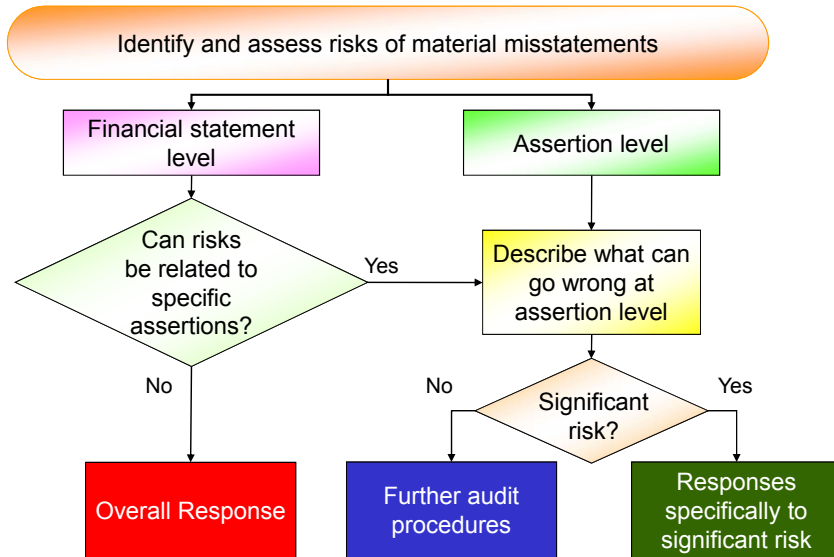 Identify and assess risks of material misstatements
Financial statement
level
Assertion level
Can risks
be related to
specific
assertions?
Yes
Describe what can
go wrong at
assertion level
No
No
Significant
risk?
Yes
Overall Response
Further audit
procedures
Responses
specifically to
significant risk